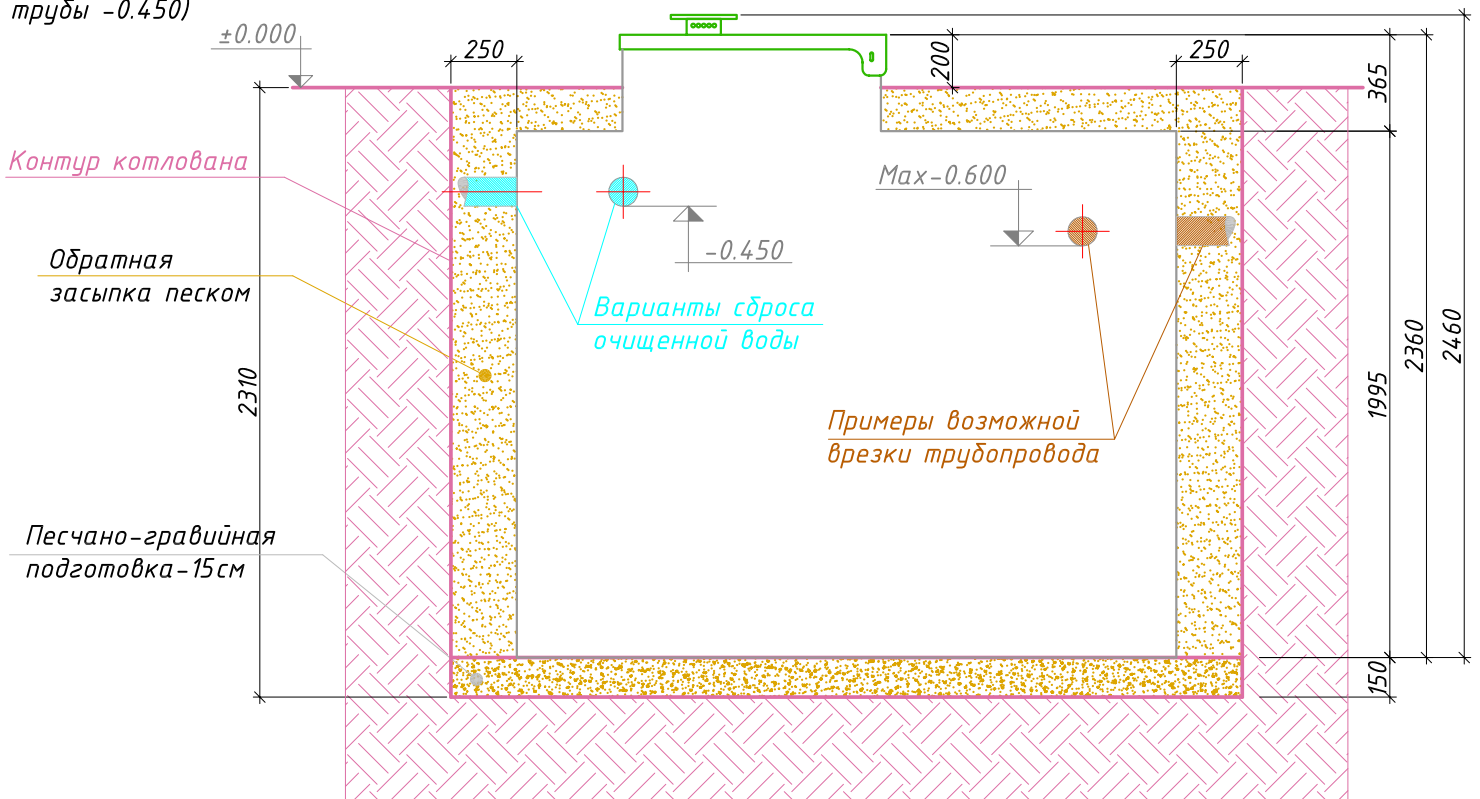 трубы -0.450)
±0.000
250
200
250
365
Контур котлована
Max-0.600
-0.450
Обратная
засыпка песком
Варианты сброса
очищенной воды
2310
1995
2360
2460
Примеры возможной
врезки трубопровода
Песчано-гравийная
подготовка-15см
150